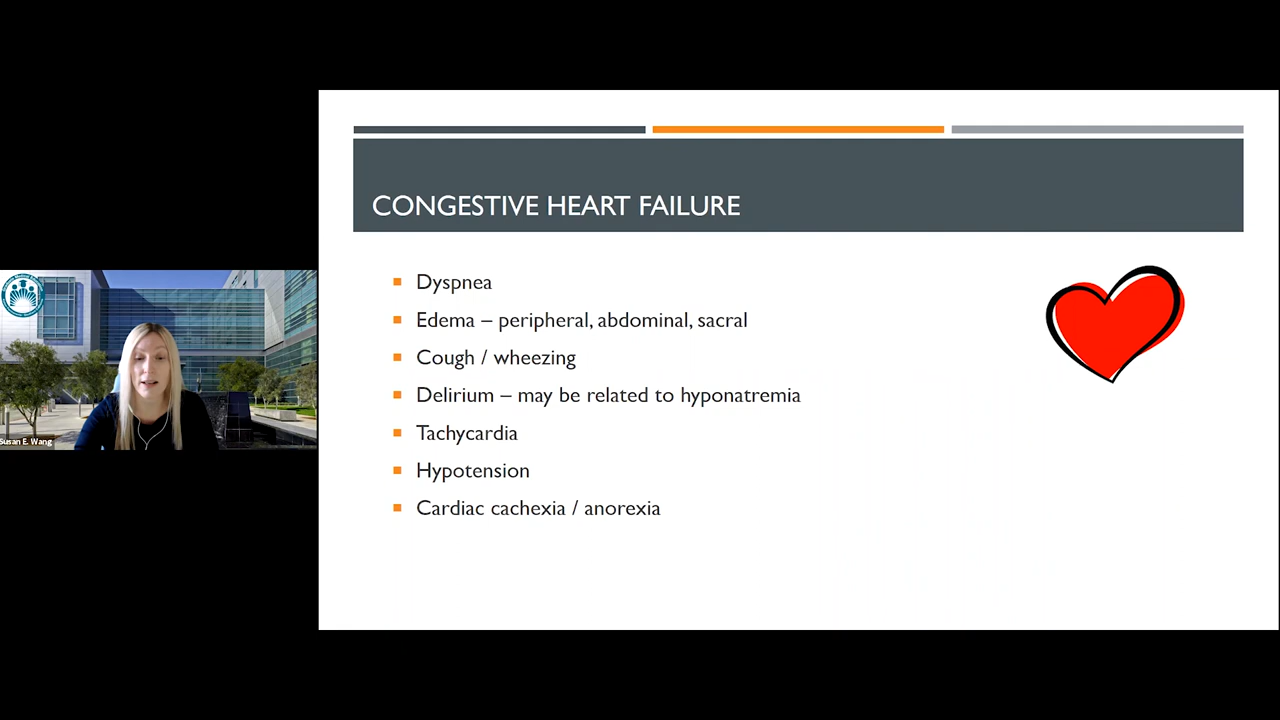 CONGESTIVE HEART FAILURE
Dyspnea
Edema – peripheral, abdominal, sacral
Cough / wheezing
Delirium – may be related to hyponatremia
Tachycardia
Hypotension
Cardiac cachexia / anorexia
Susan E. Wang